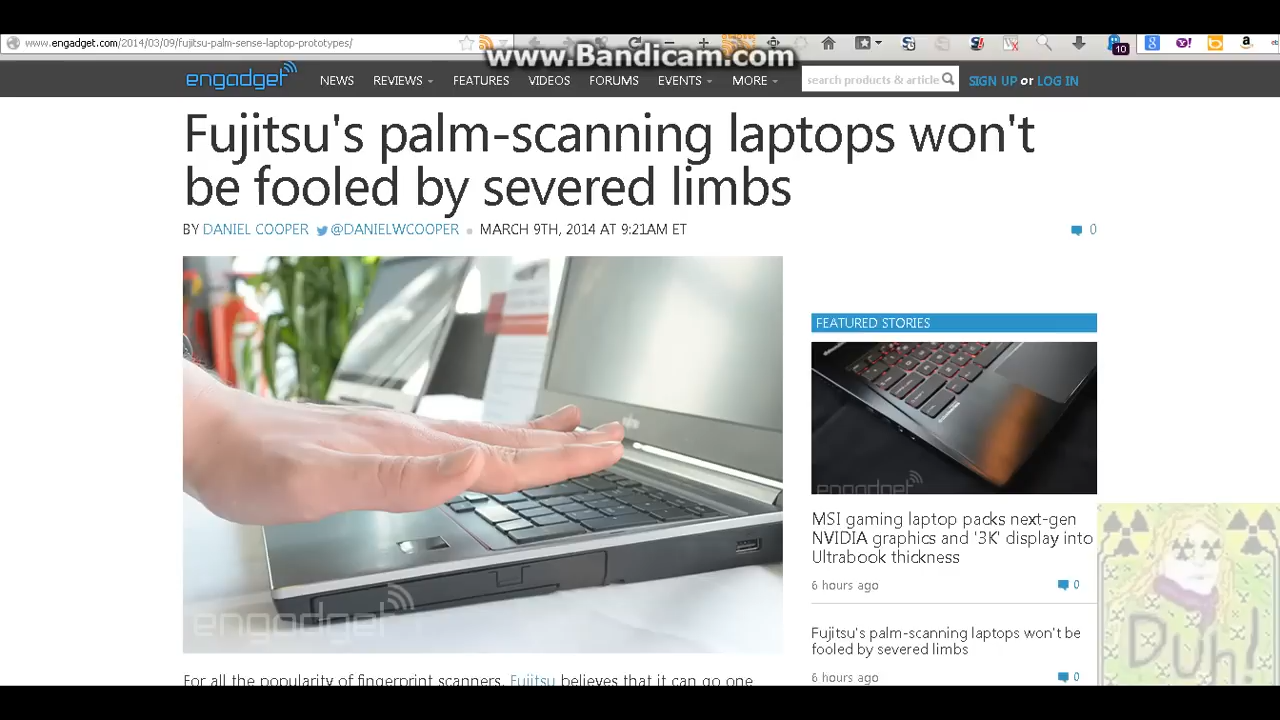 www.engadget.com/2014/03/09/fujitsu-palm-sense-laptop-prototypes/
www.Bandicam.com
10
engadget
NEWS REVIEWS FEATURES VIDEOS FORUMS EVENTS MORE
search products & article
SIGN UP or LOG IN
Fujitsu's palm-scanning laptops won't
be fooled by severed limbs
BY DANIEL COOPER @DANIELWCOOPER MARCH 9TH, 2014 AT 9:21AM ET
0
engadget
For all the popularity of fingerprint scanners, Fujitsu believes that it can go one
FEATURED STORIES
engadget
MSI gaming laptop packs next-gen
NVIDIA graphics and '3K' display into
Ultrabook thickness
6 hours ago 0
Fujitsu's palm-scanning laptops won't be
fooled by severed limbs
6 hours ago 0
Duh!